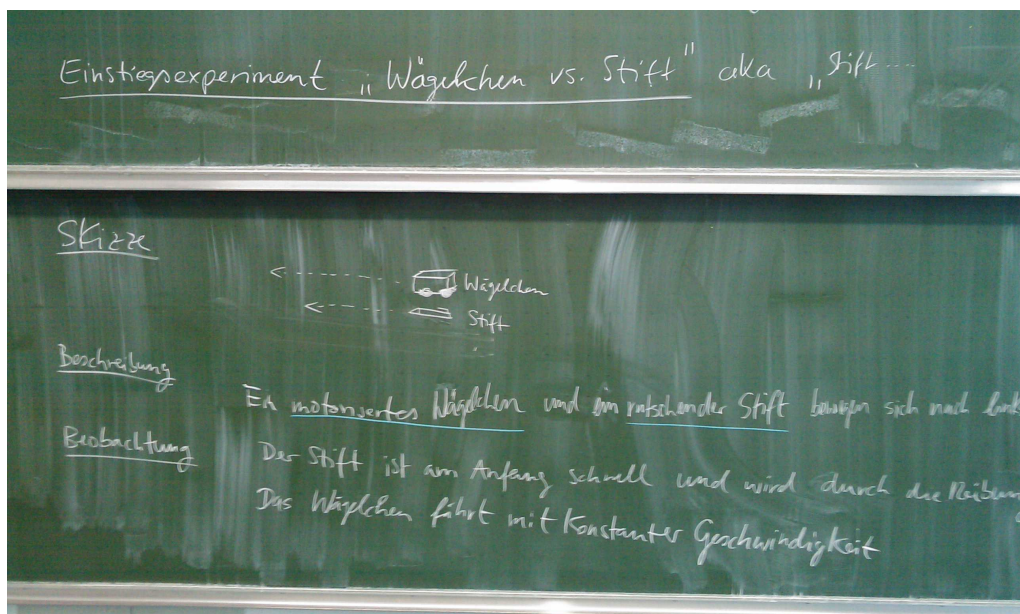 Einstiegsexperiment „Wägelchen vs. Stift" aka „Stift....
Skizze
Wägelchen
Stift
Beschreibung
Ein motorisiertes Wägelchen und ein rutschender Stift bewegen sich nach links
Beobachtung
Der Stift ist am Anfang schnell und wird durch die Reibung
Das Wägelchen fährt mit konstanter Geschwindigkeit